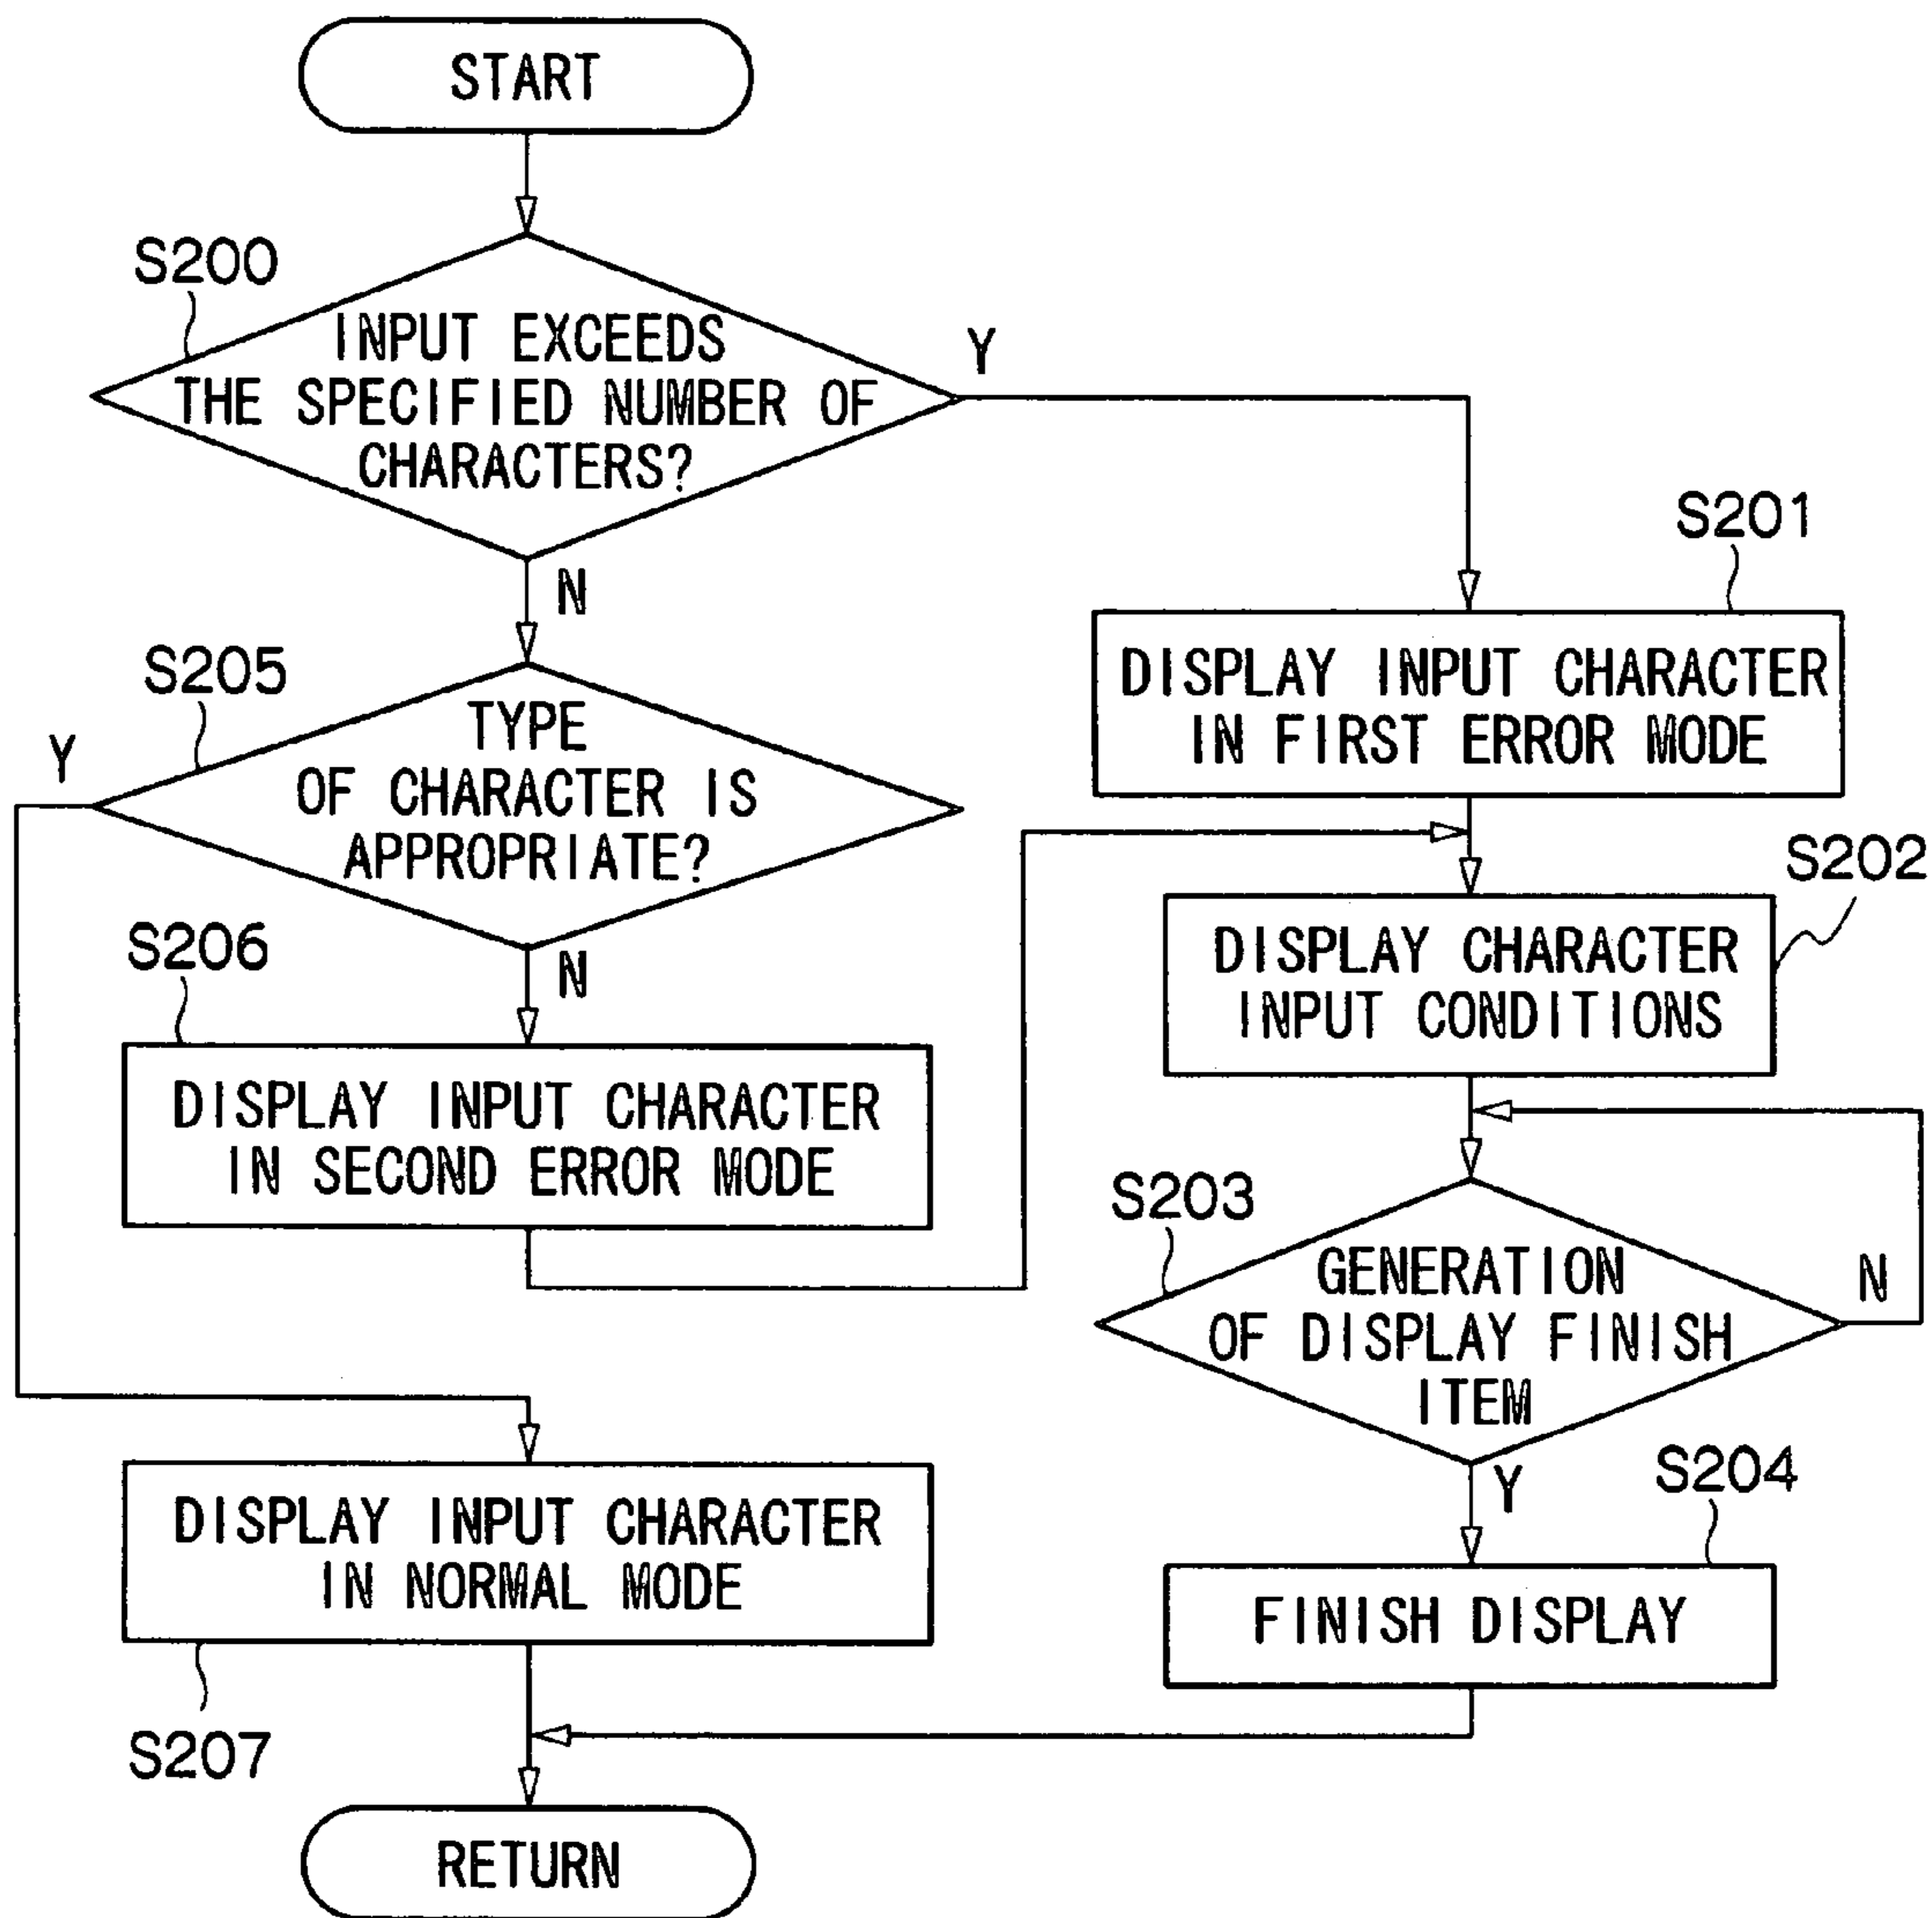 START
S200
INPUT EXCEEDS
THE SPECIFIED NUMBER OF
CHARACTERS?
Y
N
S201
DISPLAY INPUT CHARACTER
IN FIRST ERROR MODE
S205
TYPE
OF CHARACTER IS
APPROPRIATE?
Y
N
S202
DISPLAY CHARACTER
INPUT CONDITIONS
S206
DISPLAY INPUT CHARACTER
IN SECOND ERROR MODE
S203
GENERATION
OF DISPLAY FINISH
ITEM
N
Y
S204
FINISH DISPLAY
DISPLAY INPUT CHARACTER
IN NORMAL MODE
S207
RETURN